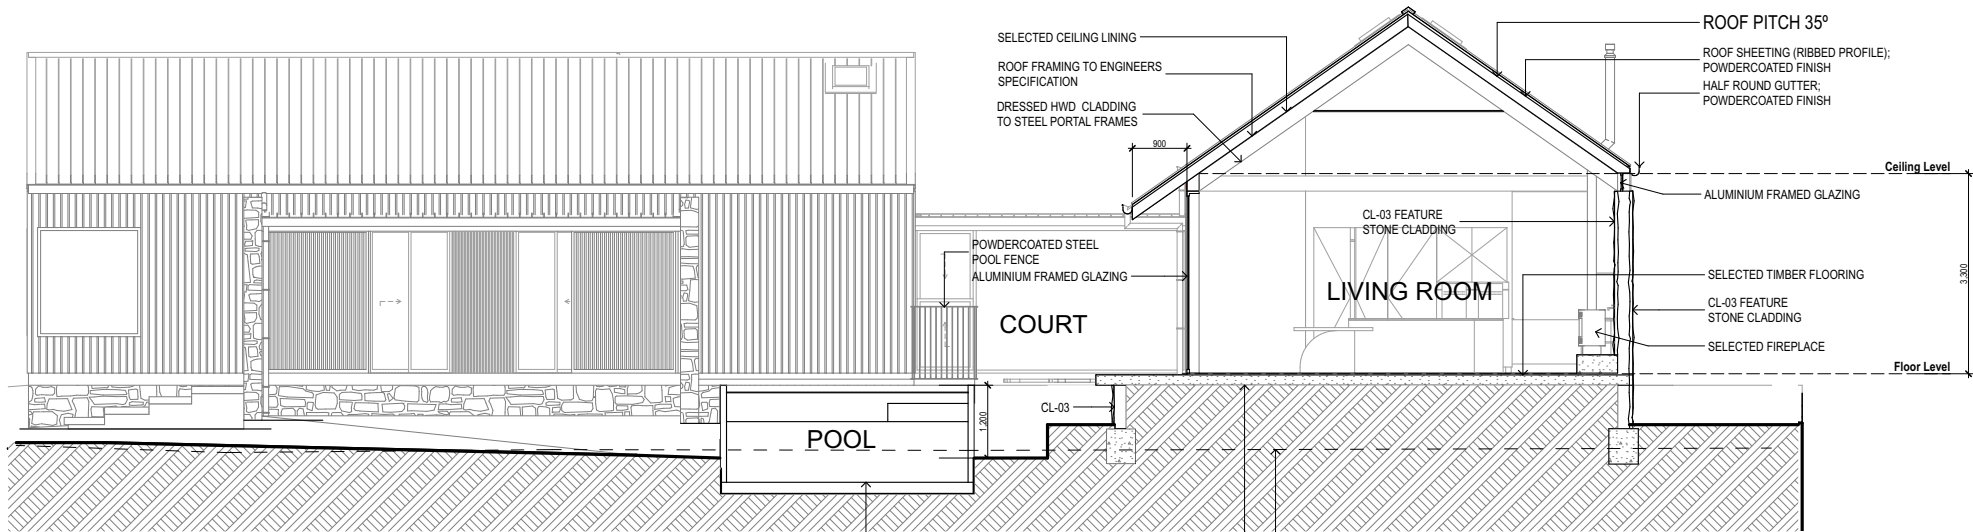 SELECTED CEILING LINING
ROOF FRAMING TO ENGINEERS
SPECIFICATION
DRESSED HWD CLADDING
TO STEEL PORTAL FRAMES
900
ROOF PITCH 35º
ROOF SHEETING (RIBBED PROFILE);
POWDERCOATED FINISH
HALF ROUND GUTTER;
POWDERCOATED FINISH
Ceiling Level
ALUMINIUM FRAMED GLAZING
CL-03 FEATURE
STONE CLADDING
POWDERCOATED STEEL
POOL FENCE
ALUMINIUM FRAMED GLAZING
SELECTED TIMBER FLOORING
3,300
LIVING ROOM
COURT
CL-03 FEATURE
STONE CLADDING
SELECTED FIREPLACE
Floor Level
CL-03
1,200
POOL